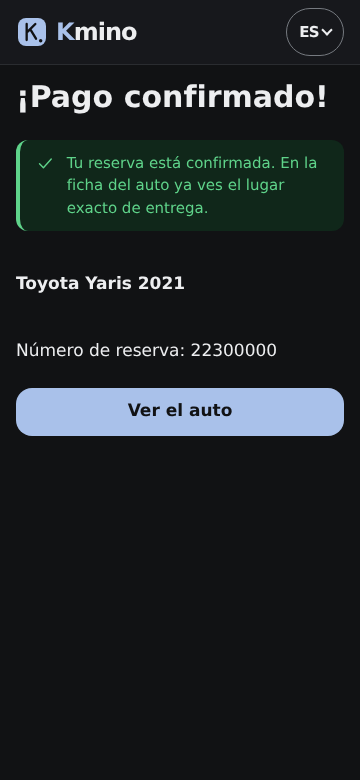 K. Kmino
ES
¡Pago confirmado!
Tu reserva está confirmada. En la
ficha del auto ya ves el lugar
exacto de entrega.
Toyota Yaris 2021
Número de reserva: 22300000
Ver el auto